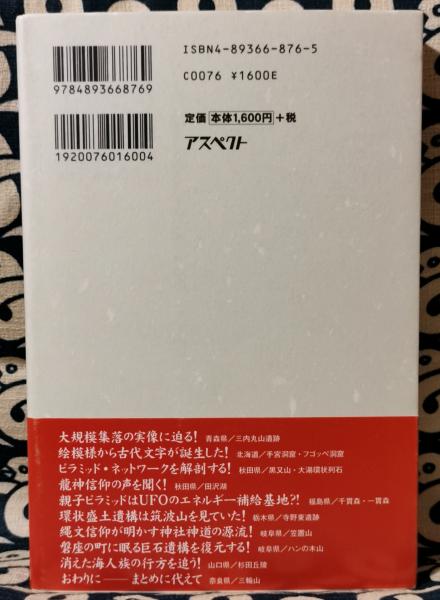 ISBN4-89366-876-5
C0076 ¥1600E
9784893668769
定価 本体1,600円 +税
アスペクト
1920076016004
大規模集落の実像に迫る! 青森県/三内丸山遺跡
絵模様から古代文字が誕生した! 北海道/手宮洞窟・フゴッペ洞窟
ピラミッド・ネットワークを解剖する! 秋田県/黒又山・大湯環状列石
龍神信仰の声を聞く! 秋田県/田沢湖
親子ピラミッドはUFOのエネルギー補給基地?! 福島県/千貫森・一貫森
環状盛土遺構は筑波山を見ていた! 栃木県/寺野東遺跡
縄文信仰が明かす神社神道の源流! 岐阜県/笠置山
磐座の町に眠る巨石遺構を復元する! 岐阜県/ハンの木山
消えた海人族の行方を追う! 山口県/杉田丘陵
おわりに――まとめに代えて 奈良県/三輪山